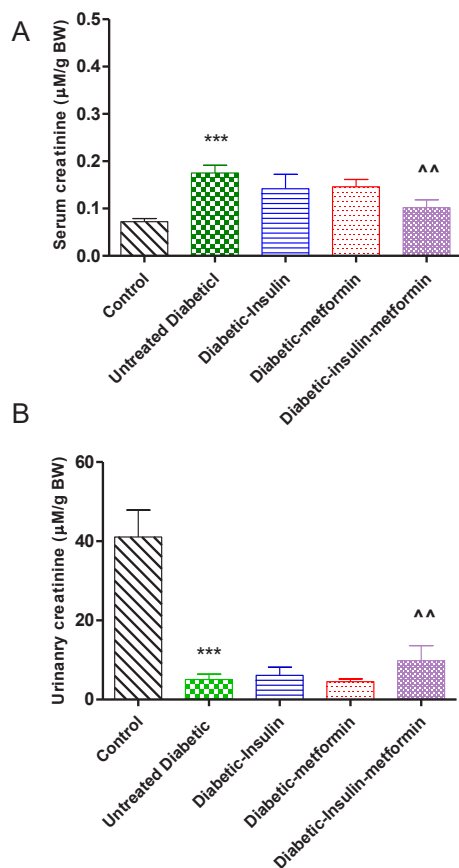 A
Serum creatinine (µM/g BW)
0.5
0.4
0.3
0.2
0.1
0.0
***
^^
Control
Untreated Diabeticl
Diabetic-Insulin
Diabetic-metformin
Diabetic-insulin-metformin
B
Urinanry creatinine (µM/g BW)
60
40
20
0
***
^^
Control
Untreated Diabetic
Diabetic-Insulin
Diabetic-metformin
Diabetic-Insulin-metformin